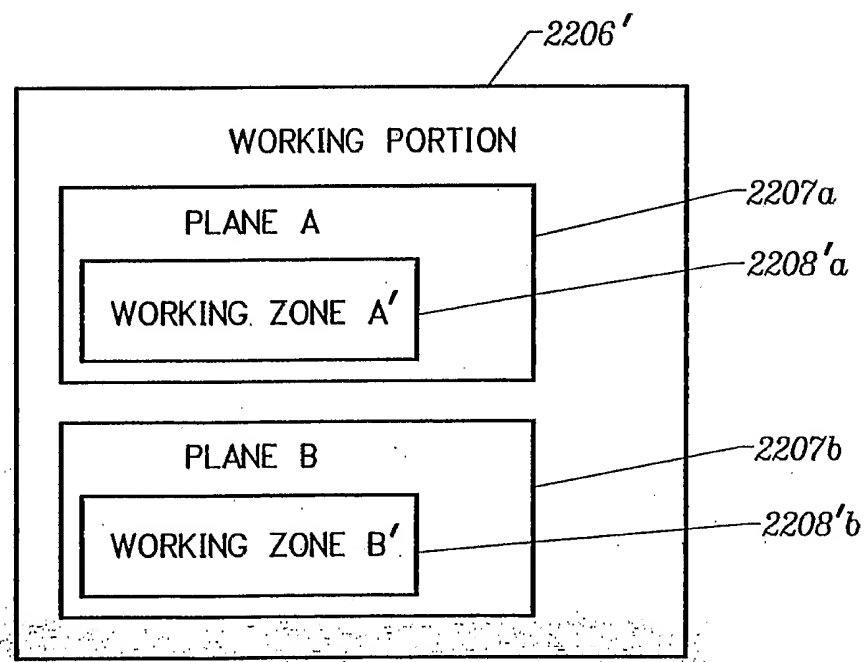 2206'
WORKING PORTION
2207a
PLANE A
2208'a
WORKING ZONE A'
2207b
PLANE B
2208'b
WORKING ZONE B'